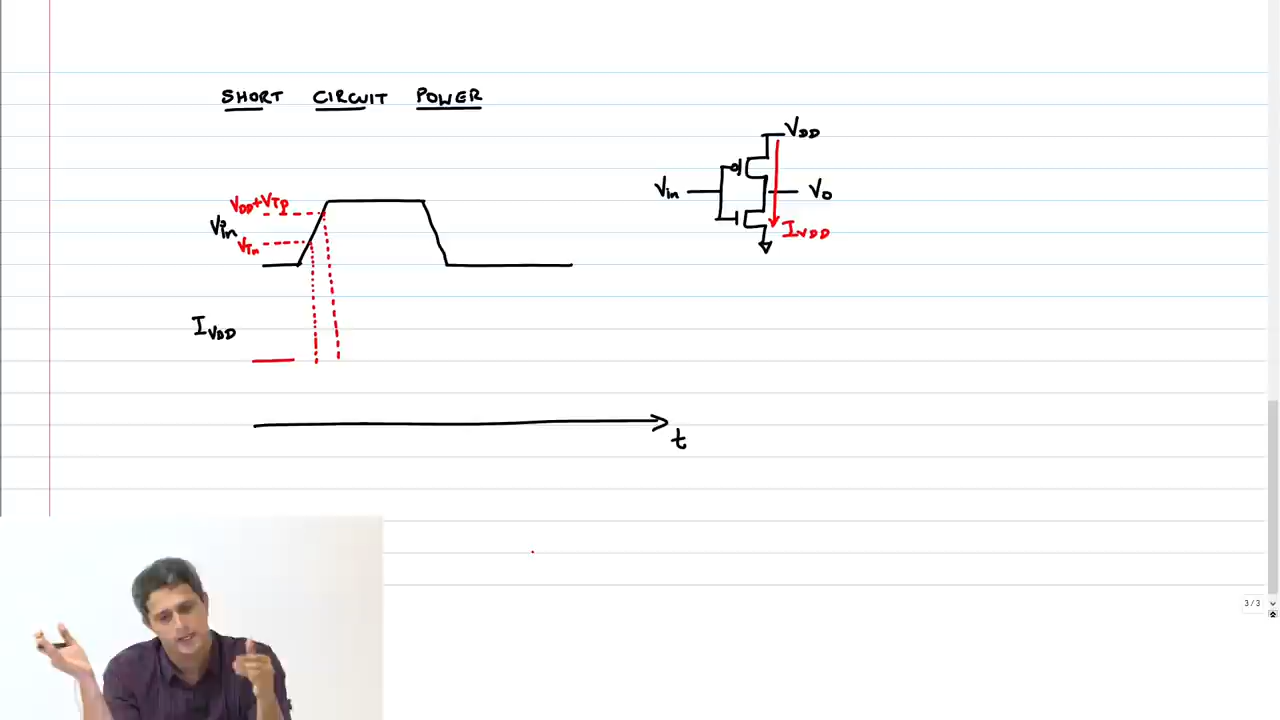 SHORT CIRCUIT POWER
VDD
VDD+VTp
Vin
VTn
Vin
VO
IVDD
IVDD
t
3/3